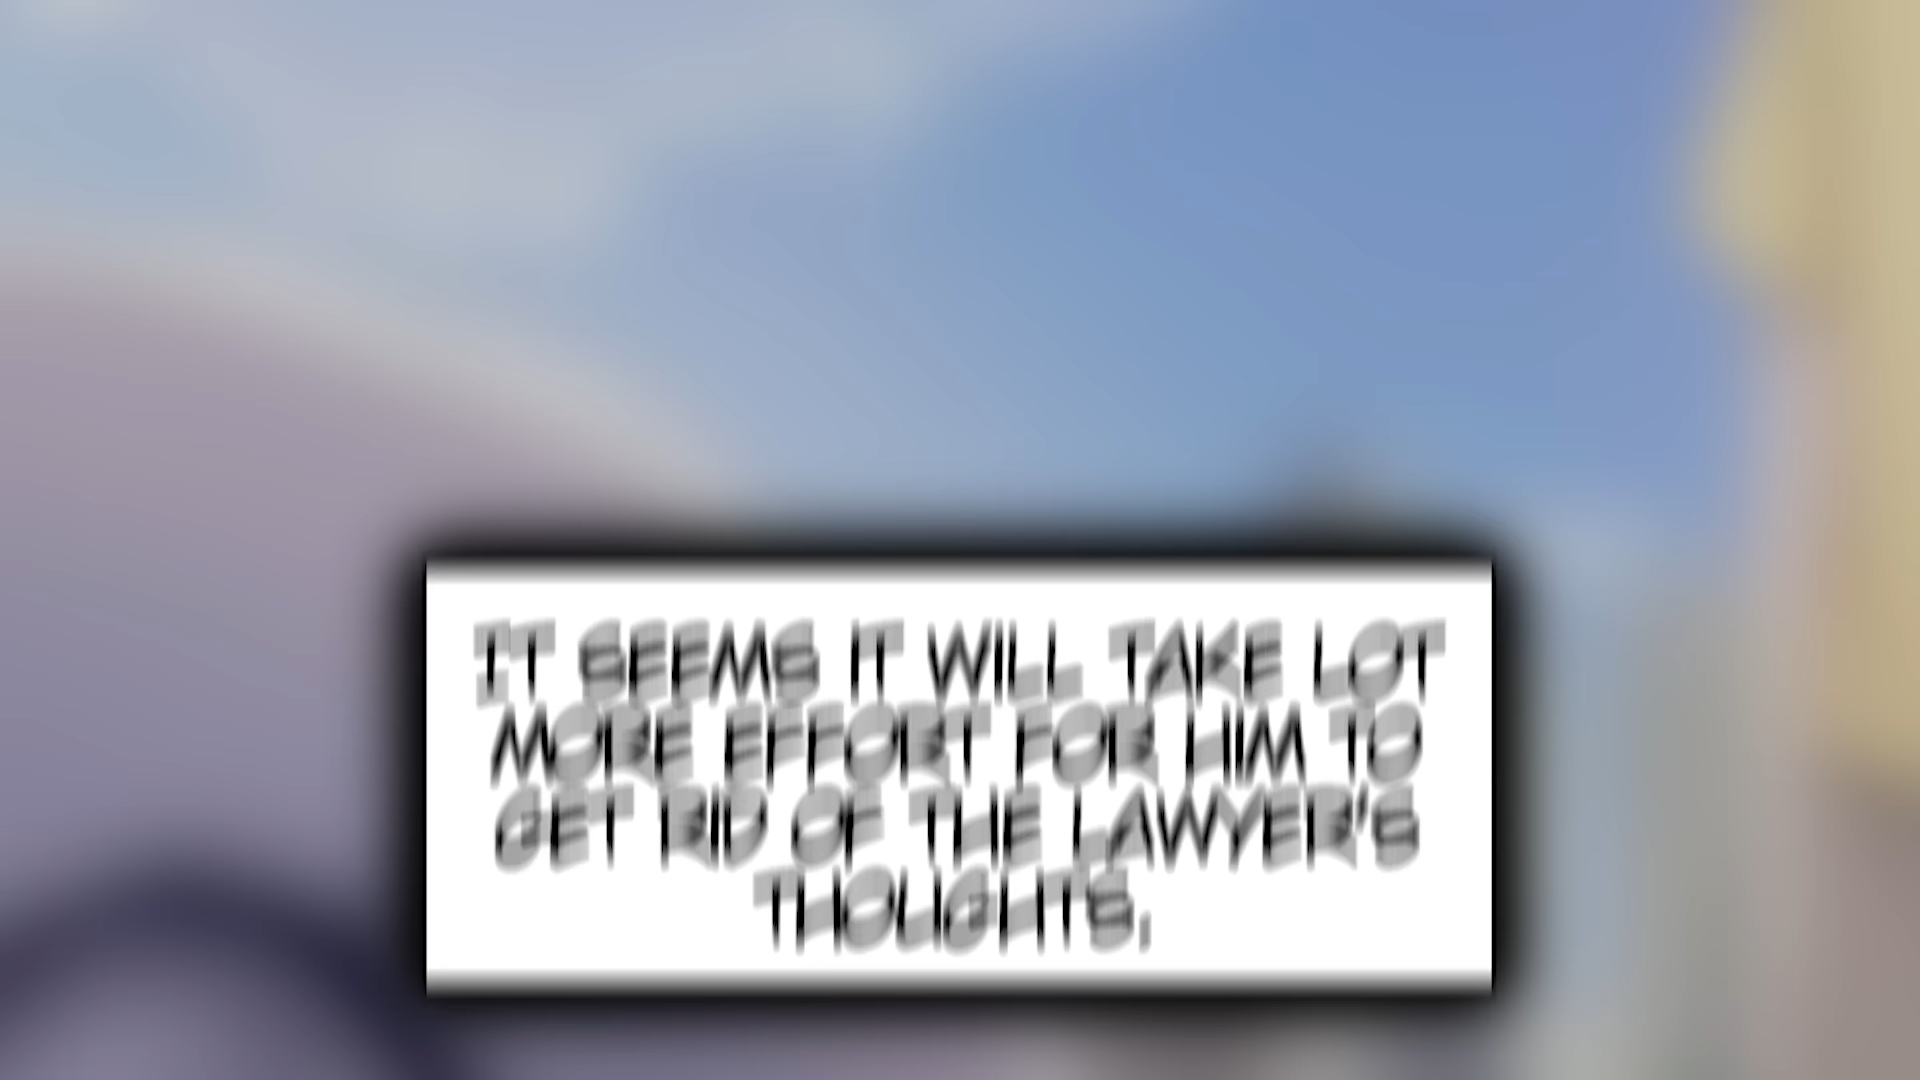 IT SEEMS IT WILL TAKE LOT
MORE EFFORT FOR HIM TO
GET RID OF THE LAWYER'S
THOUGHTS.